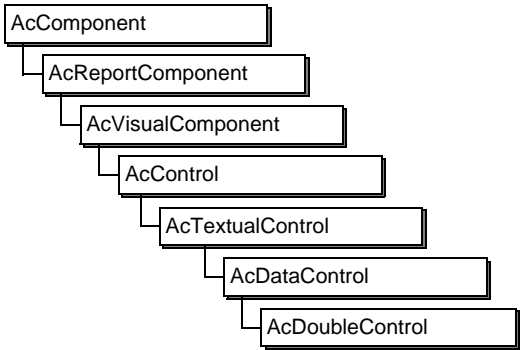 AcComponent
AcReportComponent
AcVisualComponent
AcControl
AcTextualControl
AcDataControl
AcDoubleControl